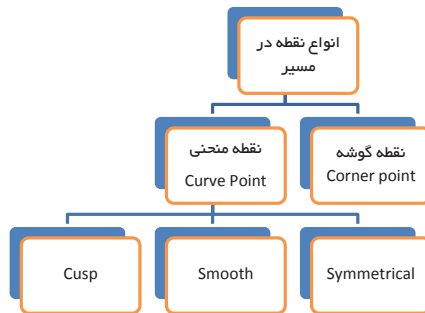 انواع نقطه در
مسیر
نقطه گوشه
Corner point
نقطه منحنی
Curve Point
Cusp
Smooth
Symmetrical